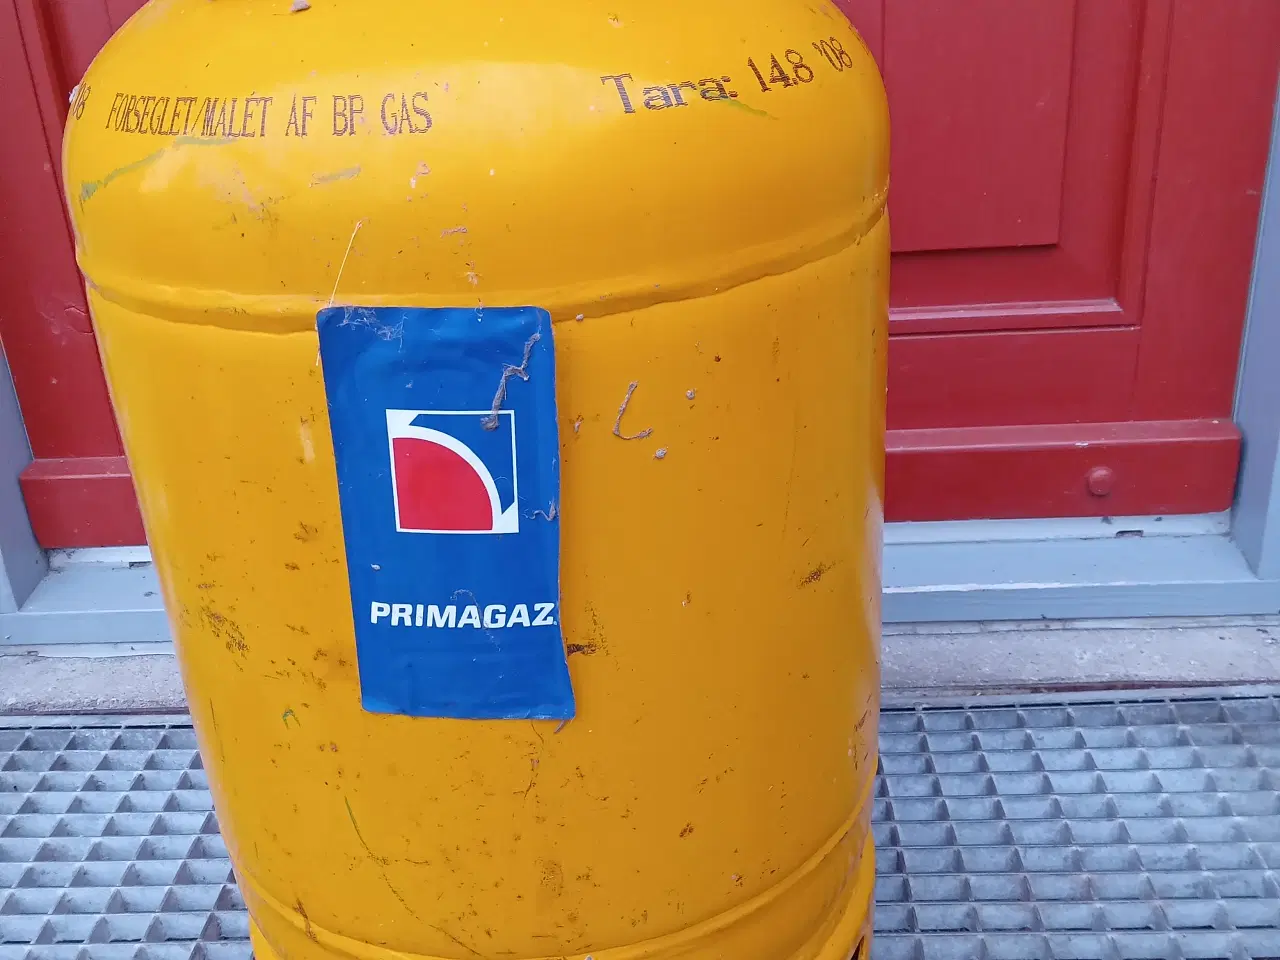 FORSEGLET/MALET AF BP GAS
Tara: 14.8 '08
PRIMAGAZ